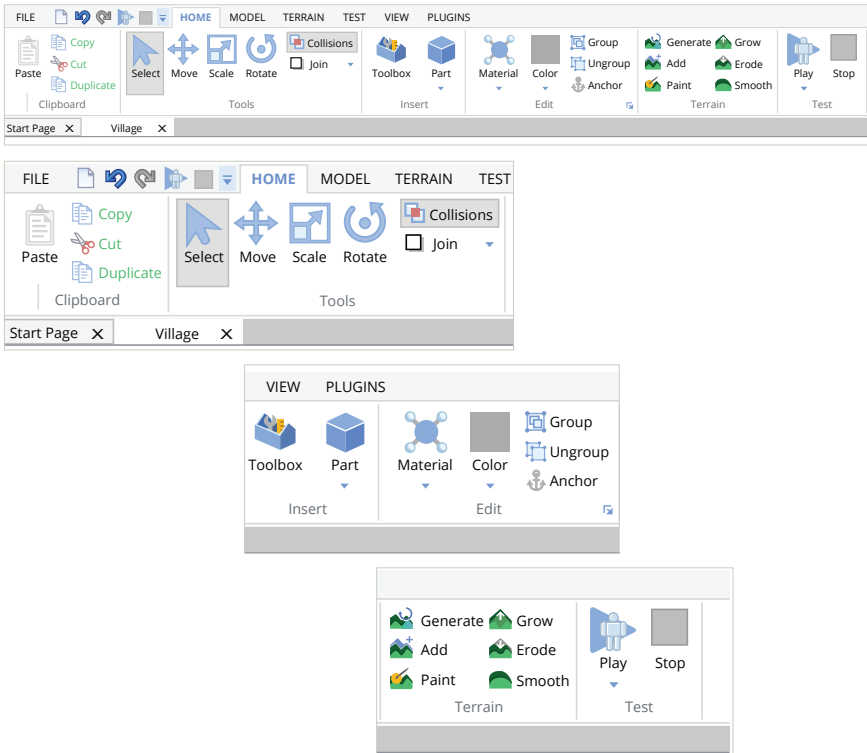 FILE HOME MODEL TERRAIN TEST VIEW PLUGINS
Copy Collisions Group Generate Grow
Cut Join Ungroup Add Erode
Paste Duplicate Select Move Scale Rotate Toolbox Part Material Color Anchor Paint Smooth Play Stop
Clipboard Tools Insert Edit Terrain Test
Start Page X Village X
FILE HOME MODEL TERRAIN TEST
Copy Collisions
Cut Join
Paste Select Move Scale Rotate
Duplicate
Clipboard Tools
Start Page X Village X
VIEW PLUGINS
Group
Ungroup
Toolbox Part Material Color
Anchor
Insert Edit
Generate Grow
Add Erode
Play Stop
Paint Smooth
Terrain Test